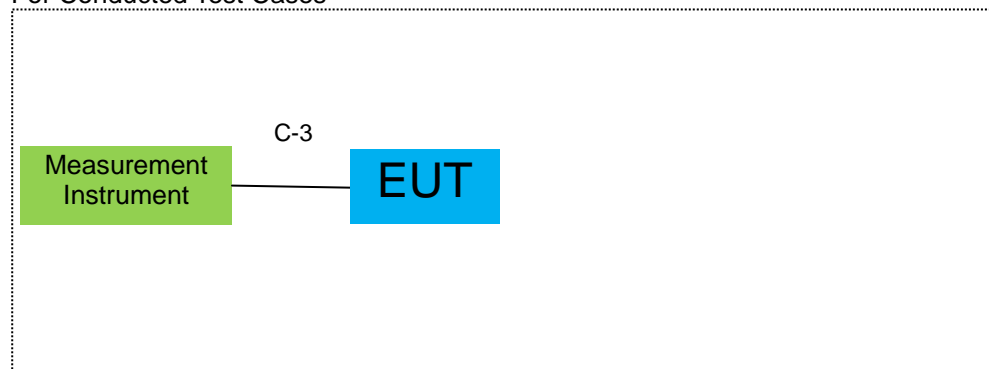 For Conducted Test Cases
C-3
Measurement
Instrument
EUT